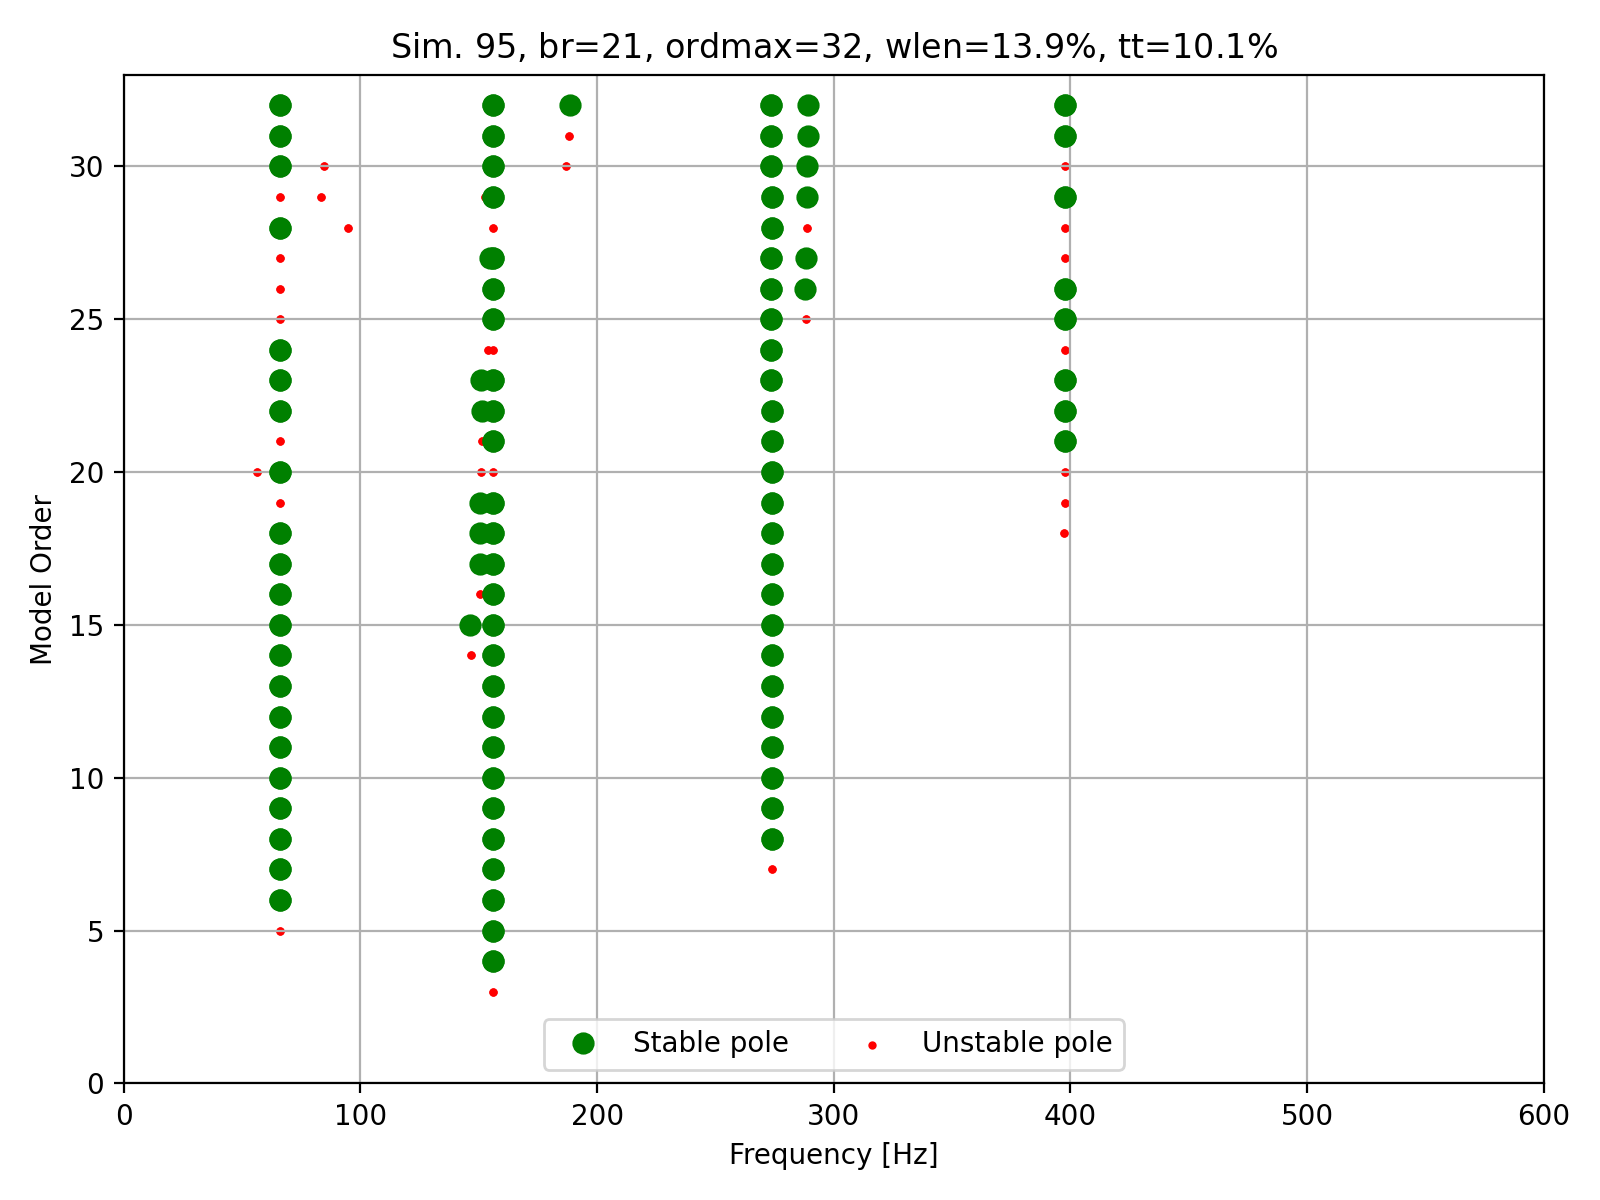 Sim. 95, br=21, ordmax=32, wlen=13.9%, tt=10.1%
30
25
20
15
10
5
0
Model Order
Stable pole
Unstable pole
0 100 200 300 400 500 600
Frequency [Hz]